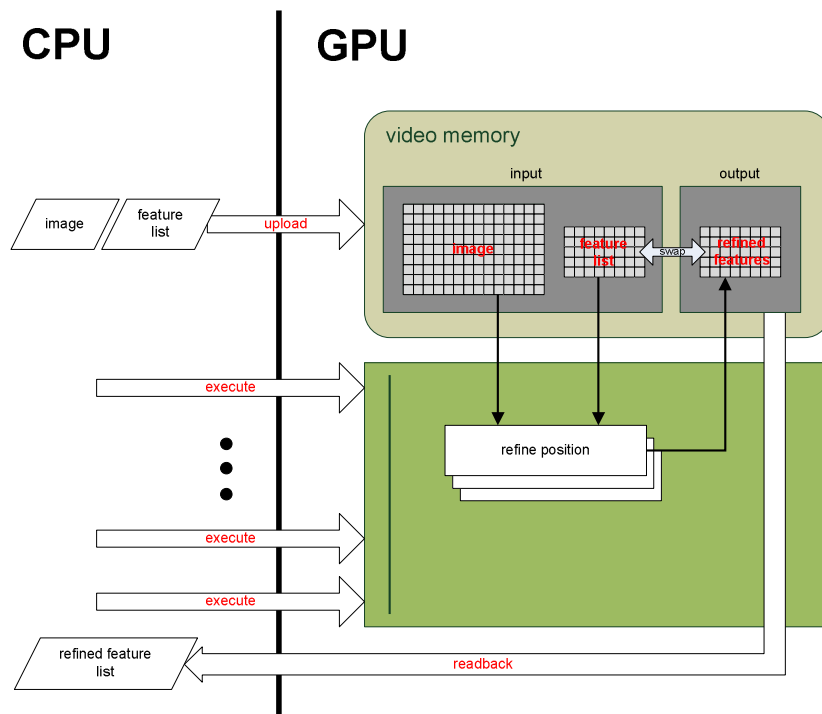 CPU
GPU
video memory
input
output
image
feature
list
upload
image
feature
list
swap
refined
features
execute
refine position
execute
execute
refined feature
list
readback